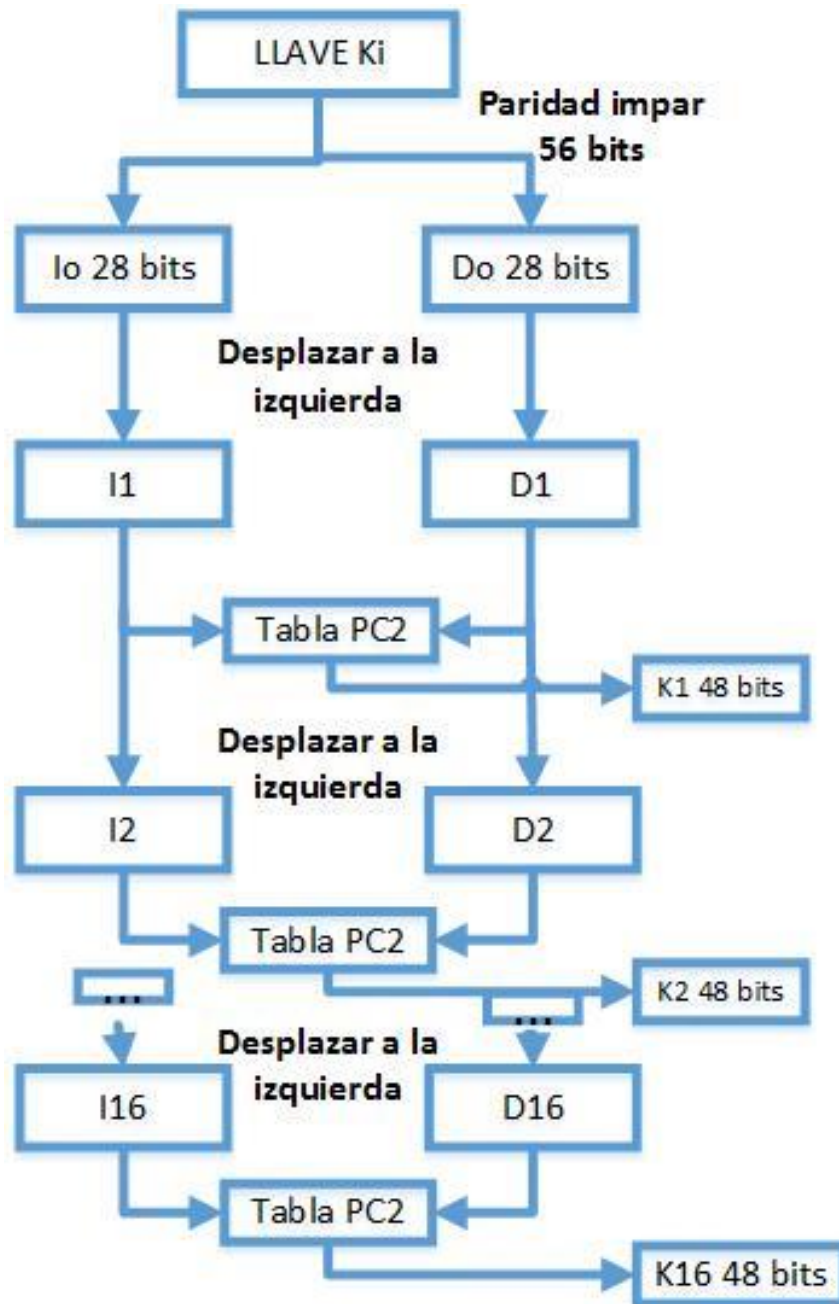 LLAVE Ki
Paridad impar
56 bits
Io 28 bits
Do 28 bits
Desplazar a la
izquierda
I1
D1
Tabla PC2
K1 48 bits
Desplazar a la
izquierda
I2
D2
Tabla PC2
K2 48 bits
...
...
Desplazar a la
izquierda
I16
D16
Tabla PC2
K16 48 bits